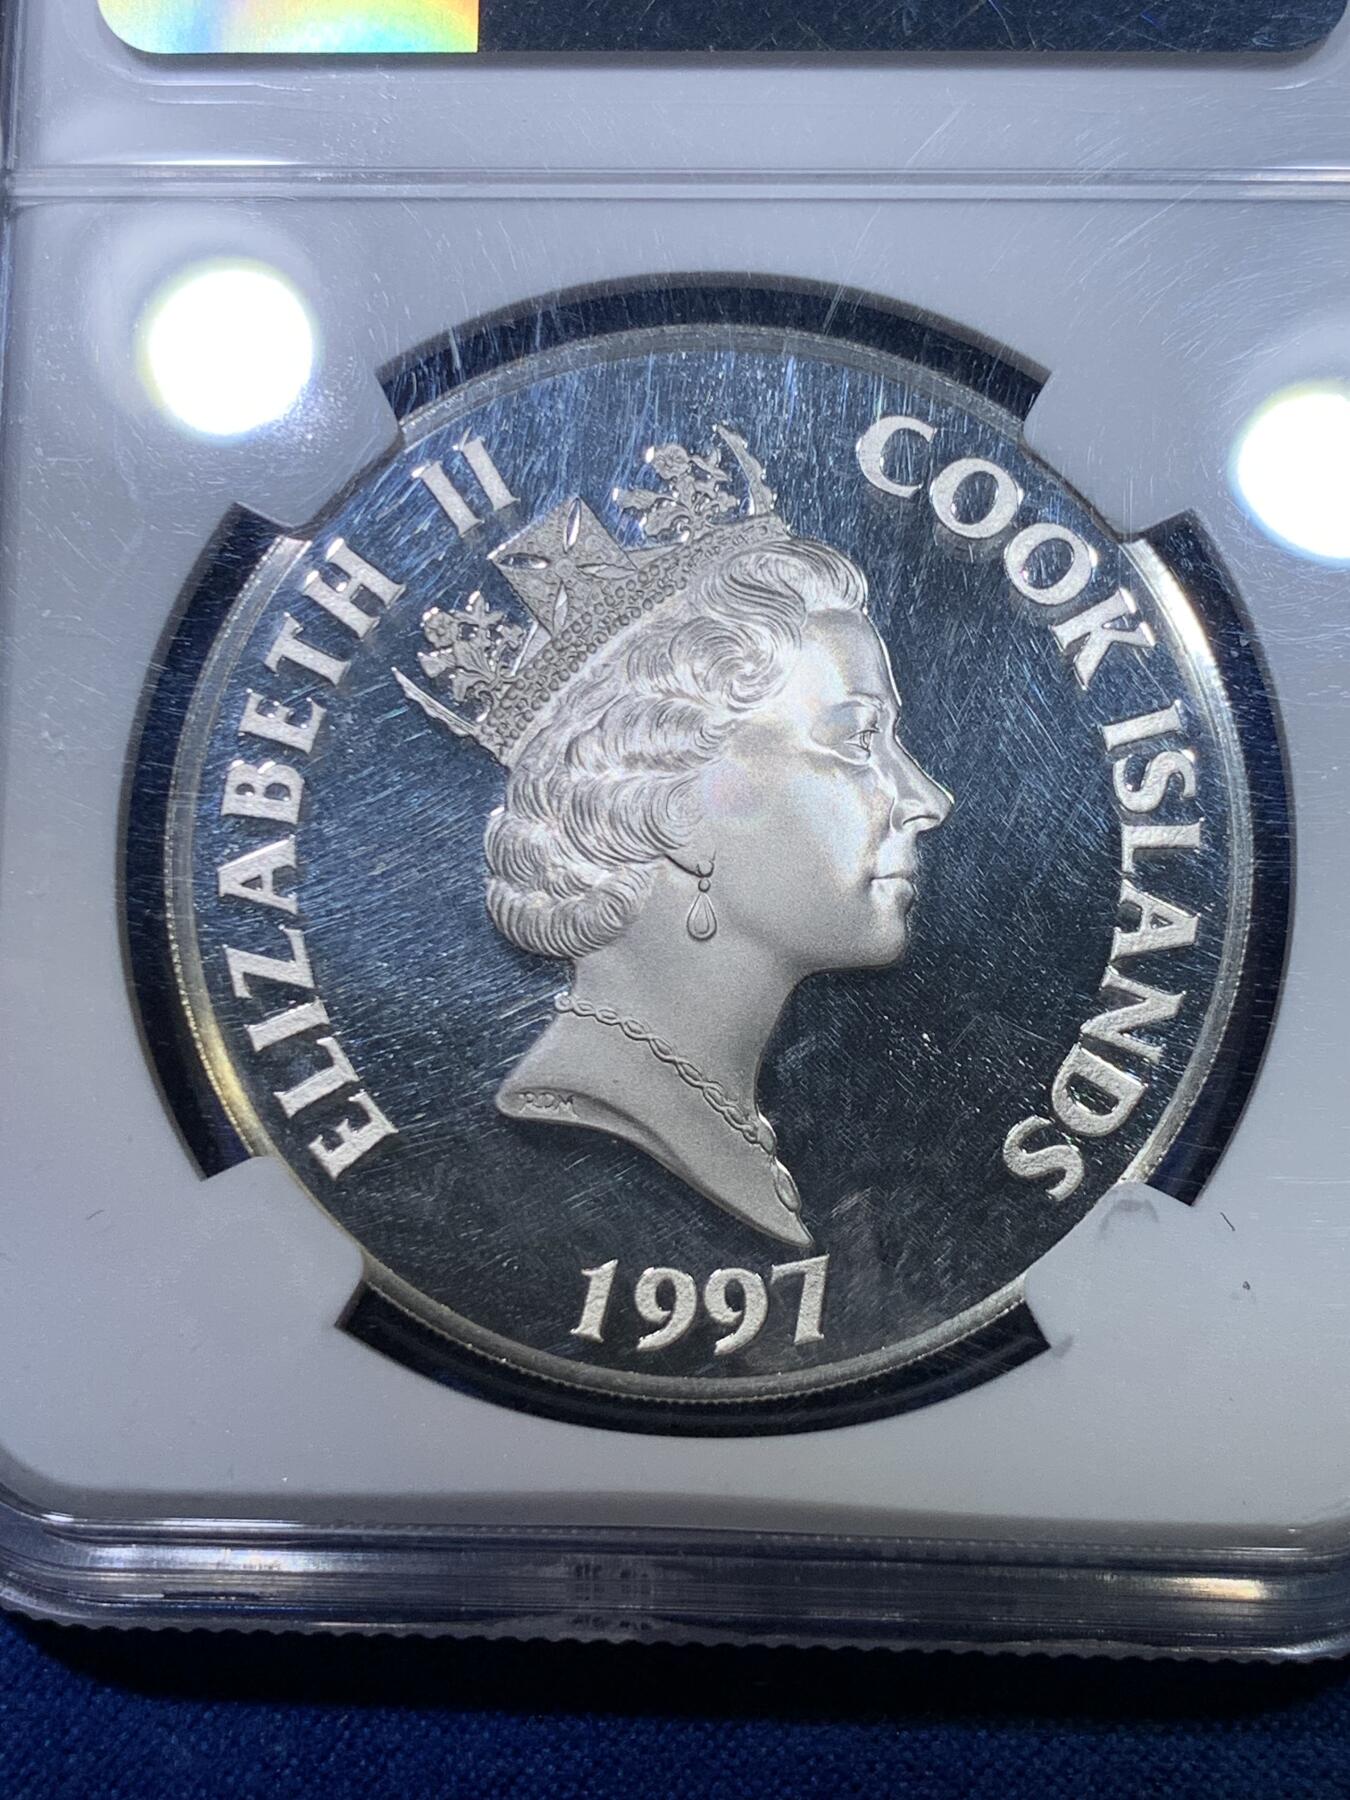 ELIZABETH II
COOK ISLANDS
RDM
1997